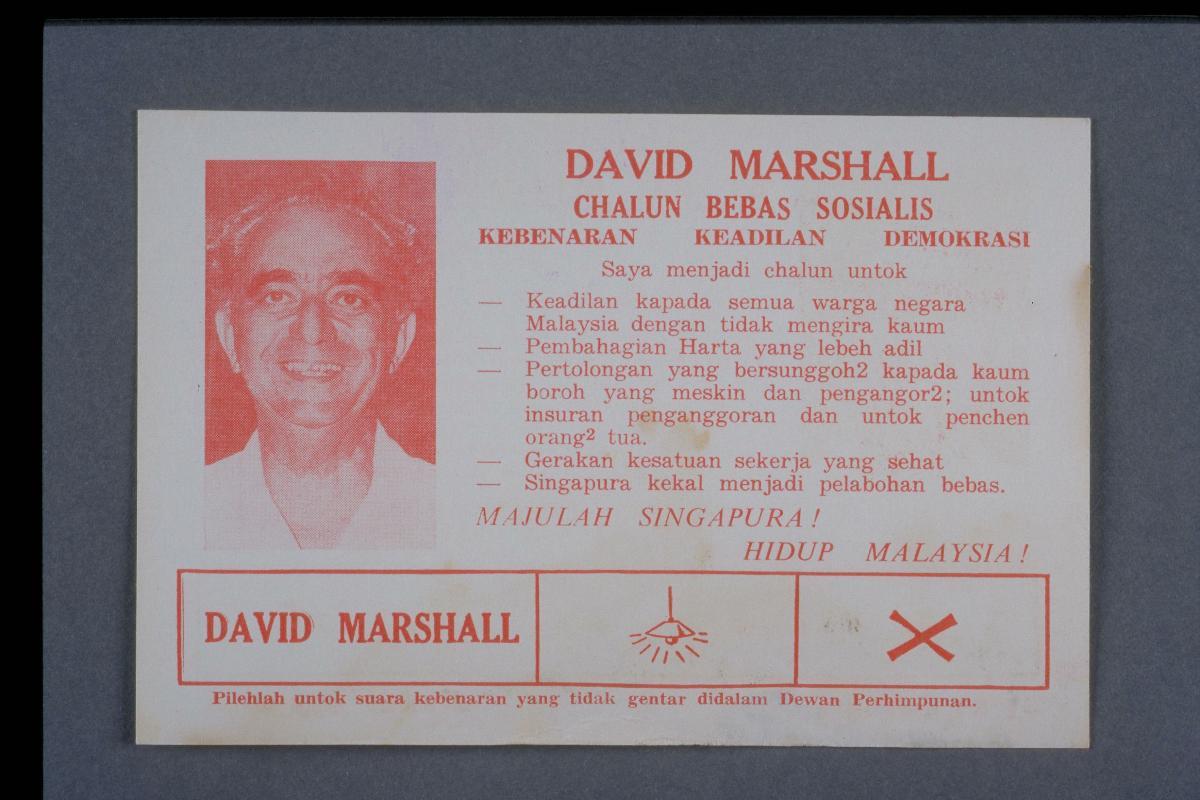 DAVID MARSHALL
CHALUN BEBAS SOSIALIS
KEBENARAN KEADILAN DEMOKRASI
Saya menjadi chalun untok
— Keadilan kapada semua warga negara
Malaysia dengan tidak mengira kaum
— Pembahagian Harta yang lebeh adil
— Pertolongan yang bersunggoh2 kapada kaum
boroh yang meskin dan pengangor2; untok
insuran penganggoran dan untok penchen
orang² tua.
— Gerakan kesatuan sekerja yang sehat
— Singapura kekal menjadi pelabohan bebas.
MAJULAH SINGAPURA!
HIDUP MALAYSIA!
DAVID MARSHALL
Pilehlah untok suara kebenaran yang tidak gentar didalam Dewan Perhimpunan.